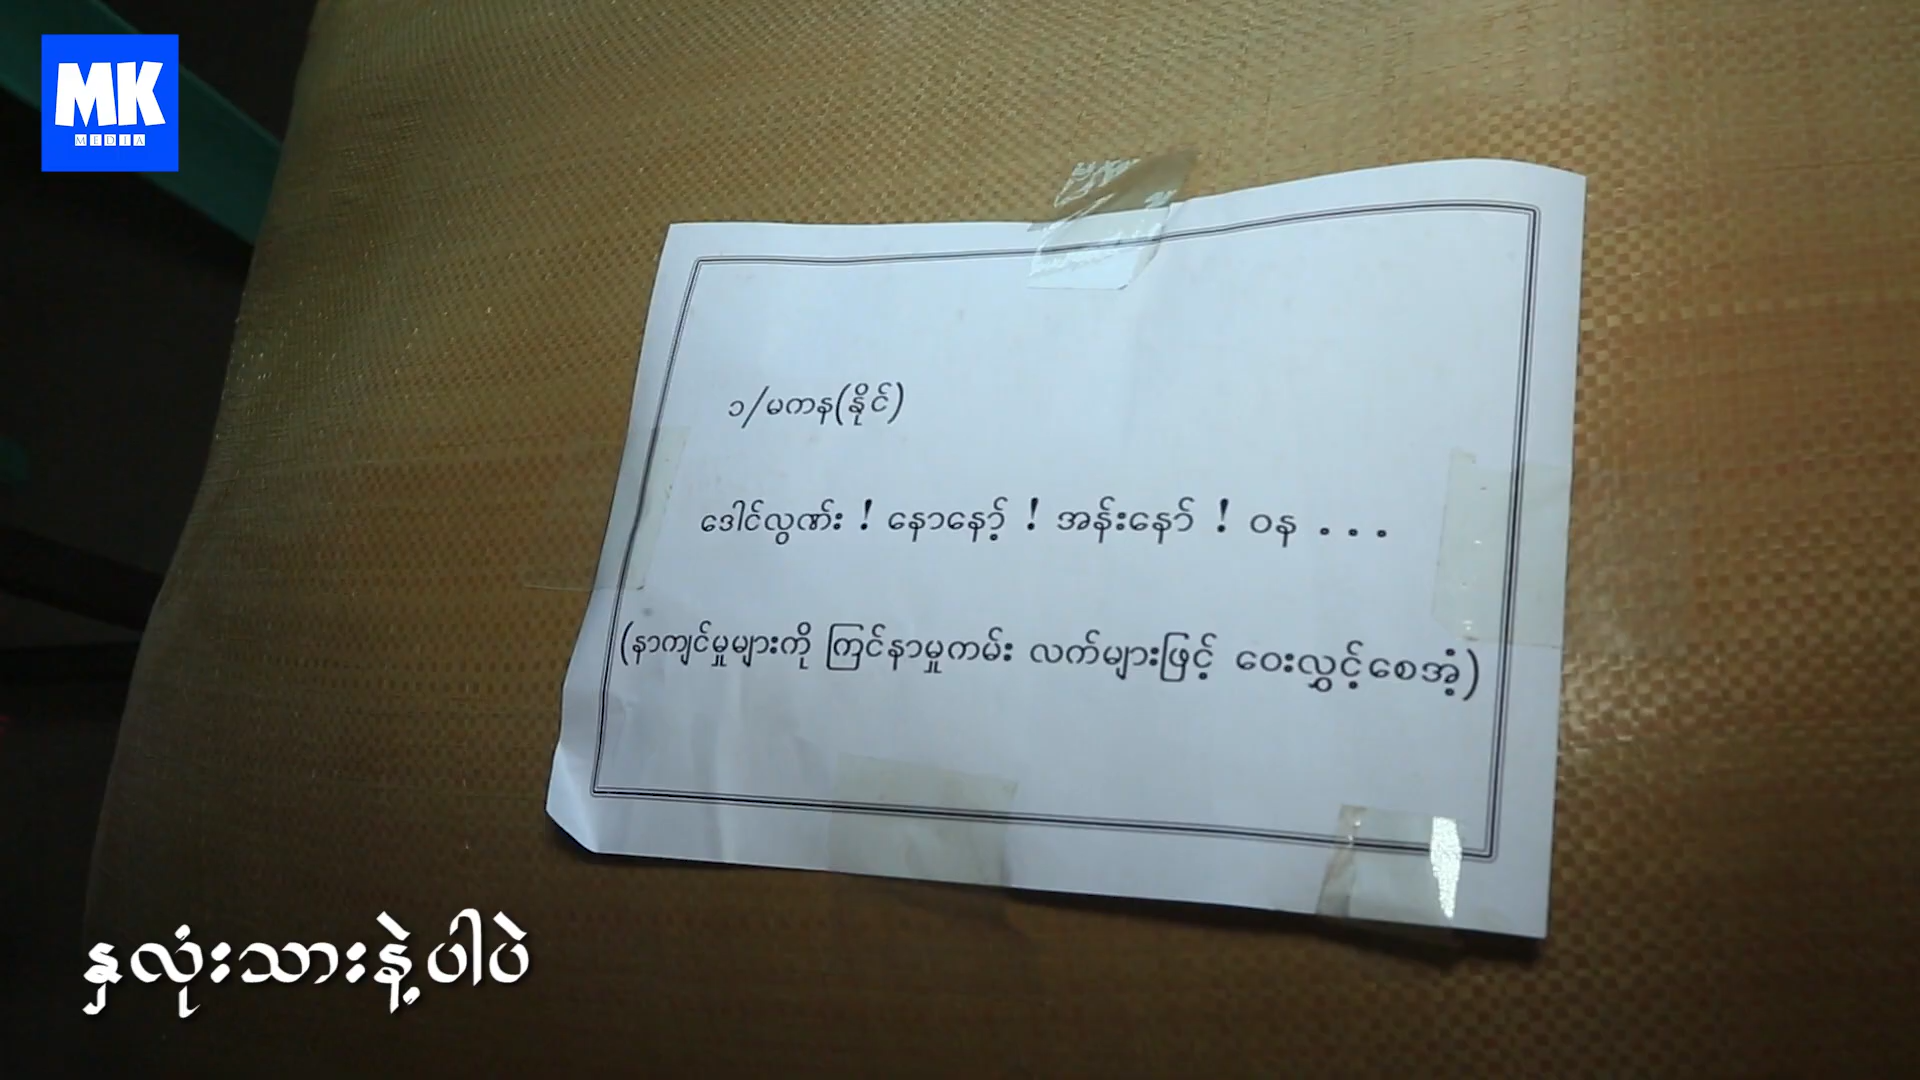 MK
MEDIA
၁/မကန(နိုင်)
ဒေါင်လွဏ်း ! နောနော့် ! အန်းနော် ! ဝန . . .
(နာကျင်မှုများကို ကြင်နာမှုကမ်း လက်များဖြင့် ဝေးလွှင့်စေအံ့)
နှလုံးသားနဲ့ပါပဲ